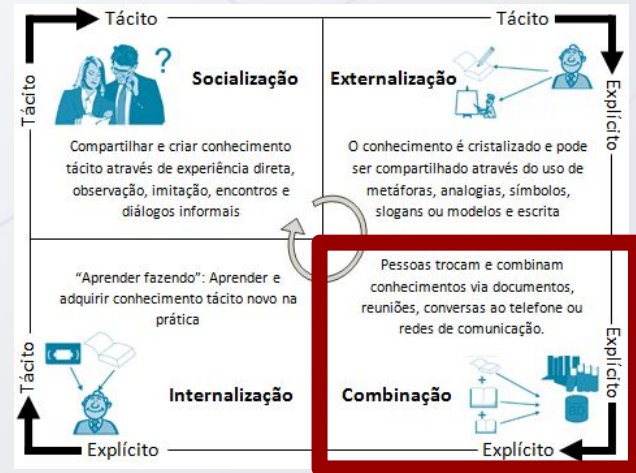 Tácito
Tácito
Tácito
?
Socialização
Externalização
Explícito
Compartilhar e criar conhecimento
tácito através de experiência direta,
observação, imitação, encontros e
diálogos informais
O conhecimento é cristalizado e pode
ser compartilhado através do uso de
metáforas, analogias, símbolos,
slogans ou modelos e escrita
“Aprender fazendo”: Aprender e
adquirir conhecimento tácito novo na
prática
Pessoas trocam e combinam
conhecimentos via documentos,
reuniões, conversas ao telefone ou
redes de comunicação.
Tácito
Internalização
Combinação
+
+
BD
Explícito
Explícito
Explícito